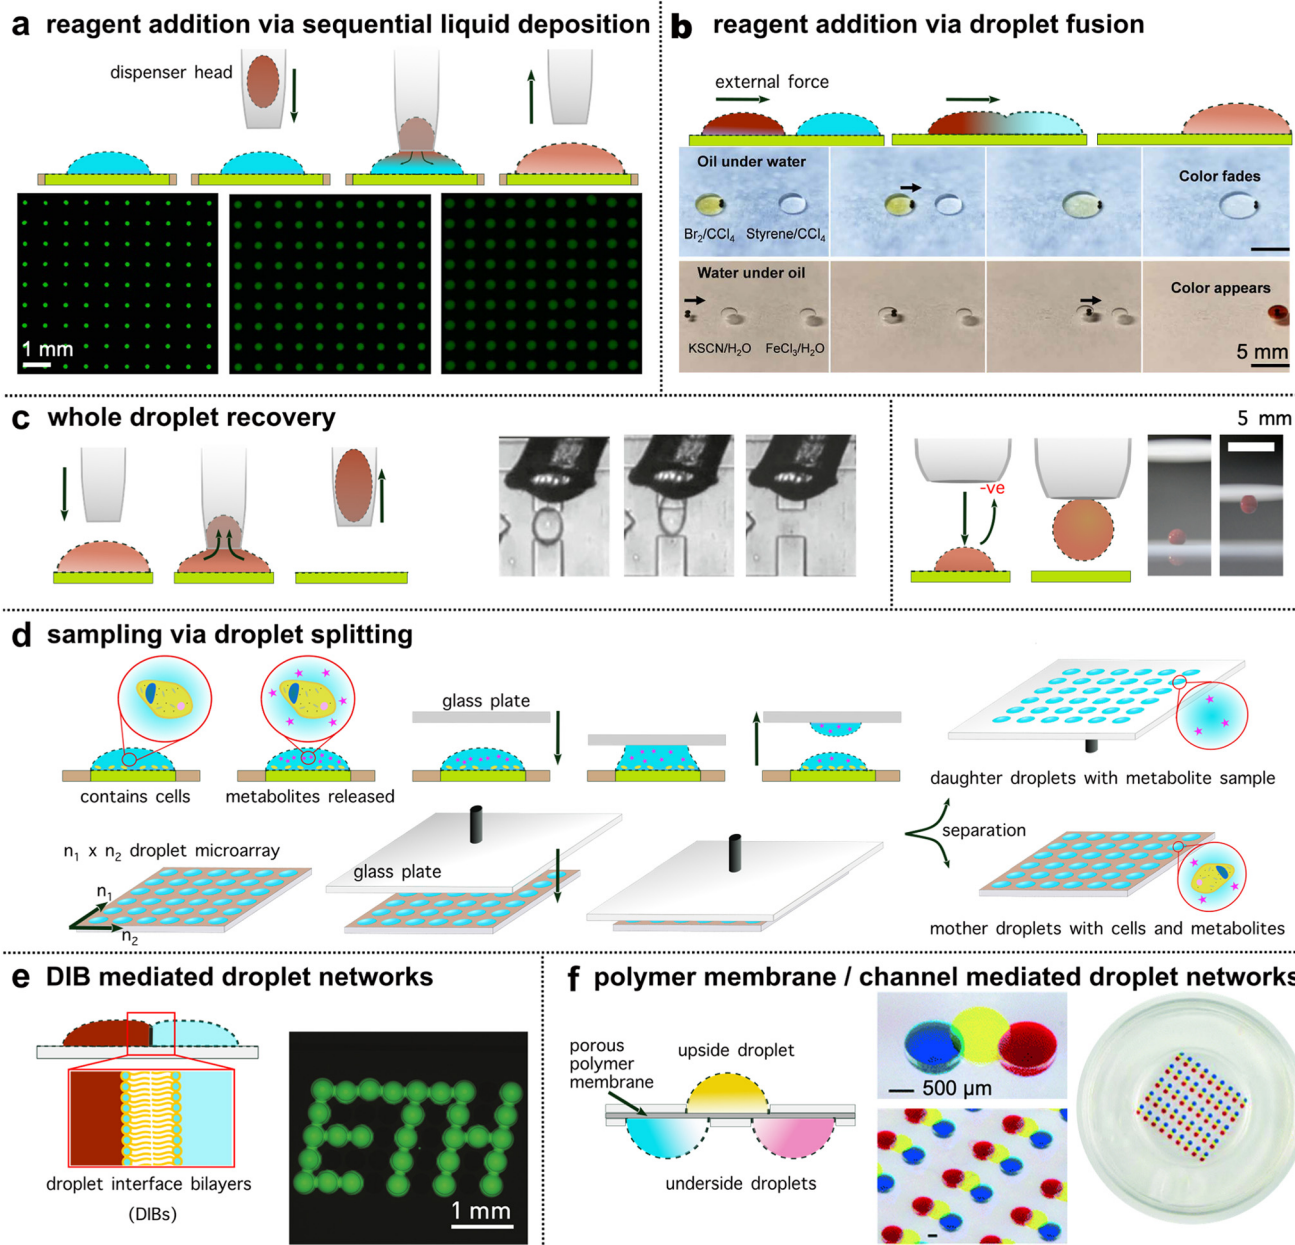 a reagent addition via sequential liquid deposition
dispenser head
1 mm
b reagent addition via droplet fusion
external force
Oil under water
Color fades
Br₂/CCl₄
Styrene/CCl₄
Water under oil
Color appears
KSCN/H₂O
FeCl₃/H₂O
5 mm
c whole droplet recovery
-ve
5 mm
d sampling via droplet splitting
contains cells
metabolites released
glass plate
daughter droplets with metabolite sample
n₁ x n₂ droplet microarray
n₁
n₂
glass plate
separation
mother droplets with cells and metabolites
e DIB mediated droplet networks
droplet interface bilayers
(DIBs)
ETH
1 mm
f polymer membrane / channel mediated droplet networks
porous
polymer
membrane
upside droplet
underside droplets
500 µm